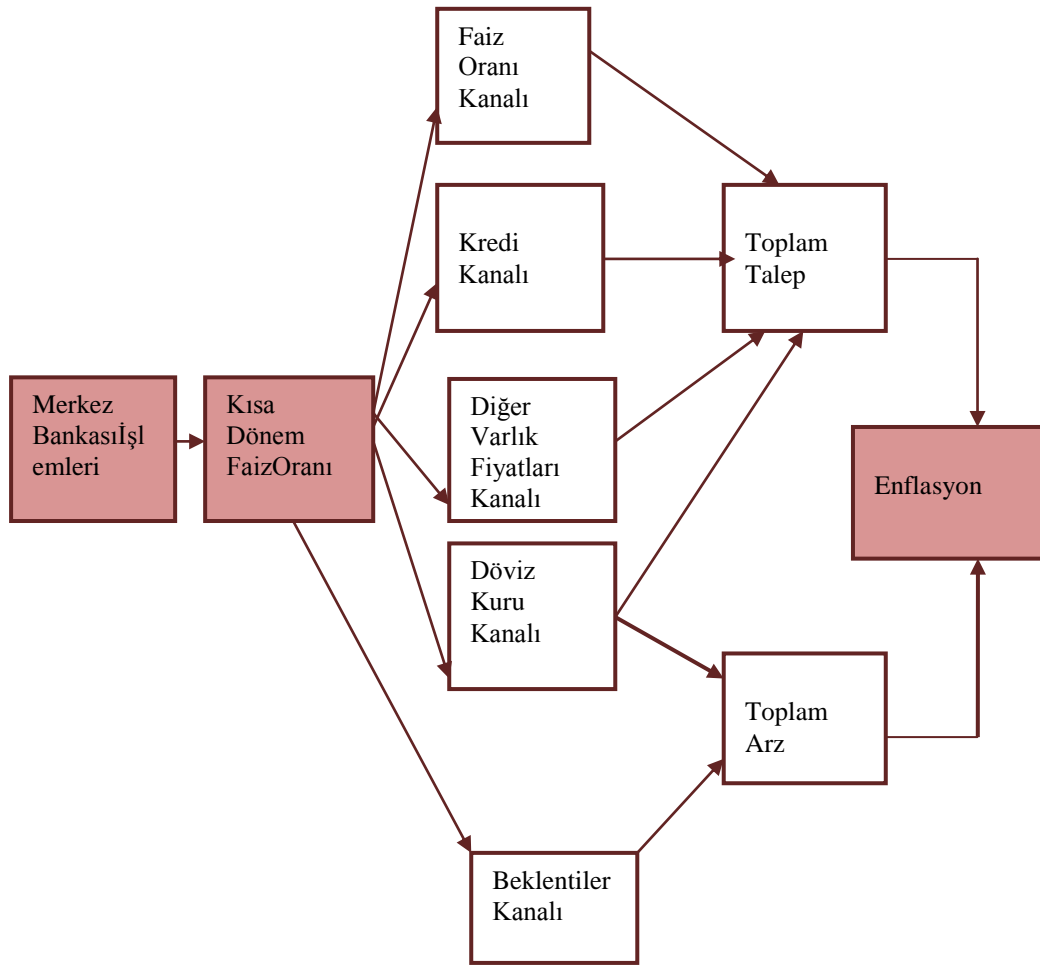 Faiz
Oranı
Kanalı
Kredi
Kanalı
Toplam
Talep
Merkez
Bankasıİşl
emleri
Kısa
Dönem
FaizOranı
Diğer
Varlık
Fiyatları
Kanalı
Enflasyon
Döviz
Kuru
Kanalı
Toplam
Arz
Beklentiler
Kanalı